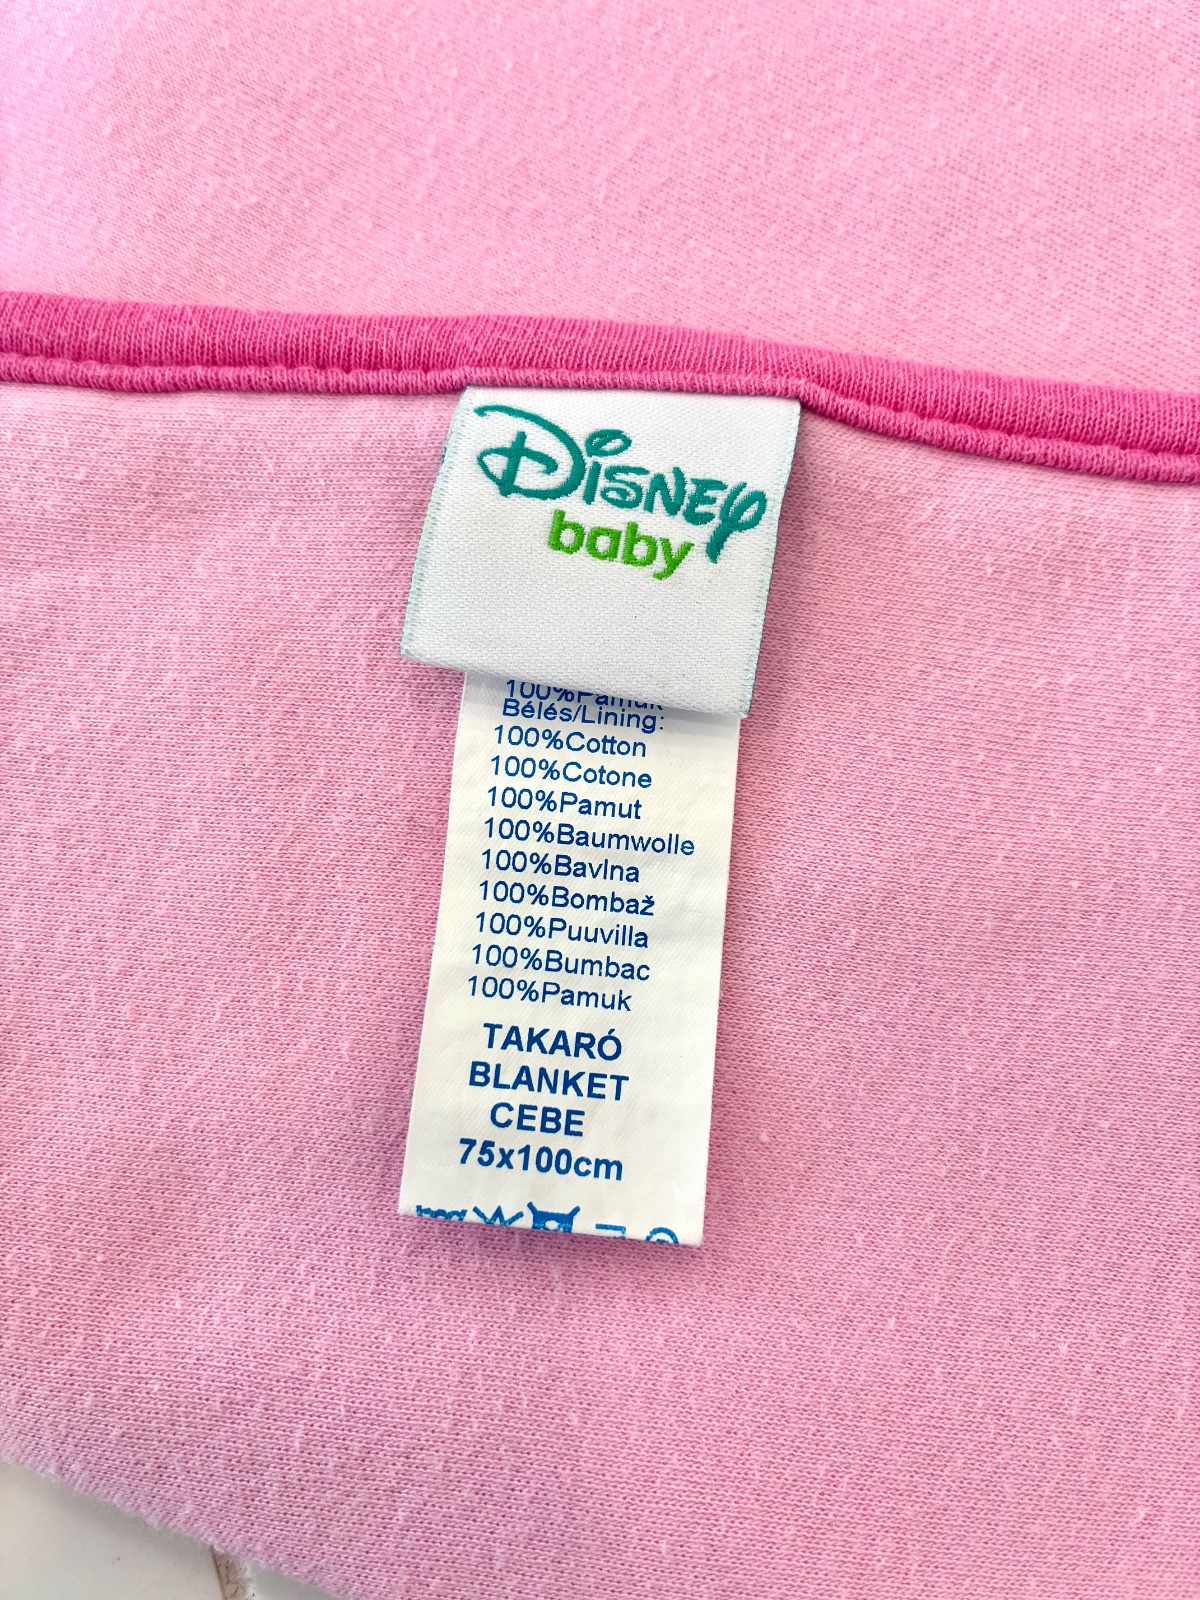 Disney
baby
100%Pamuk
Bélés/Lining:
100%Cotton
100%Cotone
100%Pamut
100%Baumwolle
100%Bavlna
100%Bombaž
100%Puuvilla
100%Bumbac
100%Pamuk
TAKARÓ
BLANKET
CEBE
75x100cm